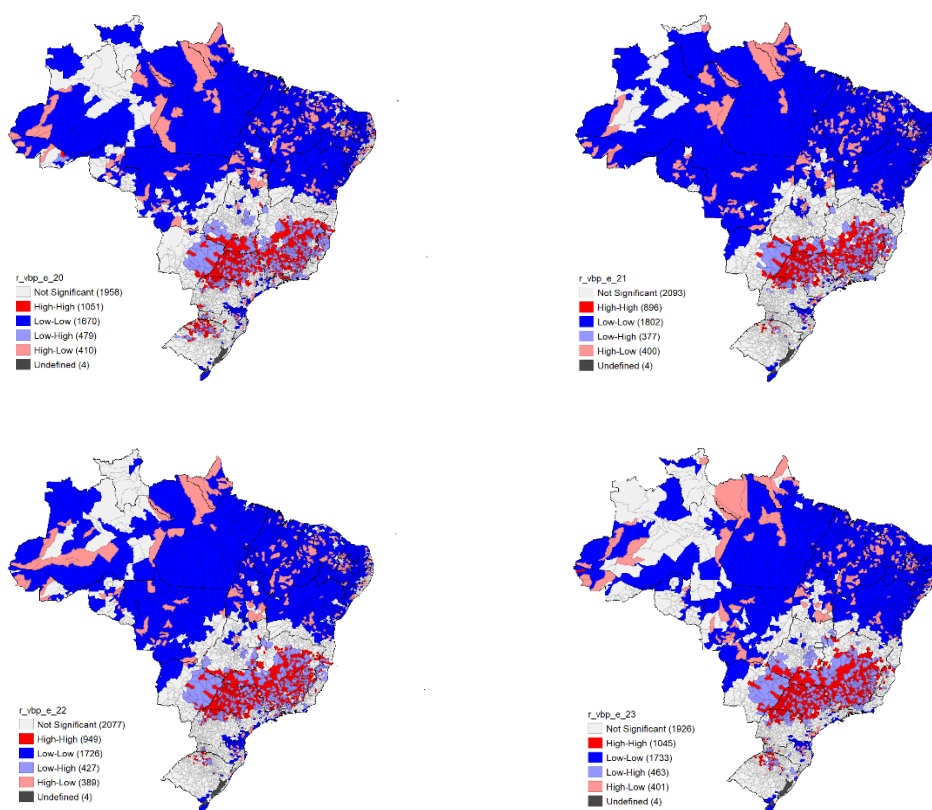 r_vbp_e_20
Not Significant (1958)
High-High (1051)
Low-Low (1670)
Low-High (479)
High-Low (410)
Undefined (4)
r_vbp_e_21
Not Significant (2093)
High-High (896)
Low-Low (1802)
Low-High (377)
High-Low (400)
Undefined (4)
r_vbp_e_22
Not Significant (2077)
High-High (949)
Low-Low (1726)
Low-High (427)
High-Low (389)
Undefined (4)
r_vbp_e_23
Not Significant (1926)
High-High (1045)
Low-Low (1733)
Low-High (463)
High-Low (401)
Undefined (4)